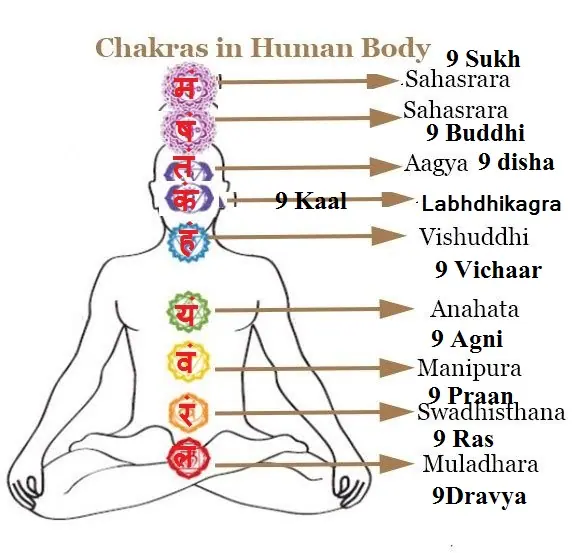 Chakras in Human Body
9 Sukh
मं Sahasrara
Sahasrara
षं 9 Buddhi
तं Aagya 9 disha
कं 9 Kaal Labhdhikagra
हं Vishuddhi
9 Vichaar
यं Anahata
9 Agni
वं Manipura
9 Praan
रं Swadhisthana
9 Ras
लं Muladhara
9Dravya